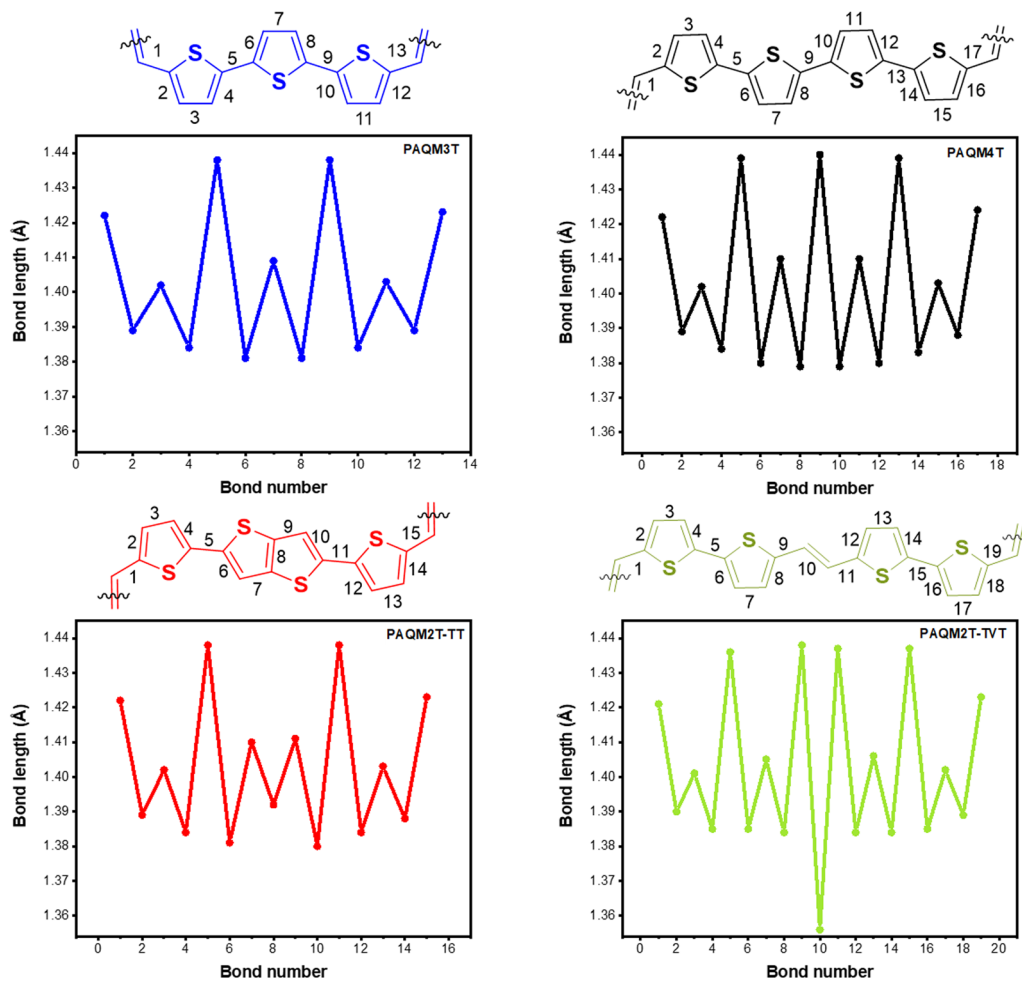 7
6 S 8
1 5 9 13
S S
2 4 S 10 12
3 11
PAQM3T
1.44
1.43
1.42
1.41
1.40
1.39
1.38
1.37
1.36
0 2 4 6 8 10 12 14
Bond number
Bond length (Å)
3 11
2 4 10 12
5 9 S S 17
S S 13
1 6 8 14 16
7 15
PAQM4T
1.44
1.43
1.42
1.41
1.40
1.39
1.38
1.37
1.36
0 2 4 6 8 10 12 14 16 18
Bond number
Bond length (Å)
3 S 9 15
2 4 10 S
5 8 11
1 S 6 S 14
7 12 13
PAQM2T-TT
1.44
1.43
1.42
1.41
1.40
1.39
1.38
1.37
1.36
0 2 4 6 8 10 12 14 16
Bond number
Bond length (Å)
3 13
2 4 S 12 14 S 19
5 9
1 S 6 8 10 11 S 15 16 18
7 17
PAQM2T-TVT
1.44
1.43
1.42
1.41
1.40
1.39
1.38
1.37
1.36
0 2 4 6 8 10 12 14 16 18 20
Bond number
Bond length (Å)